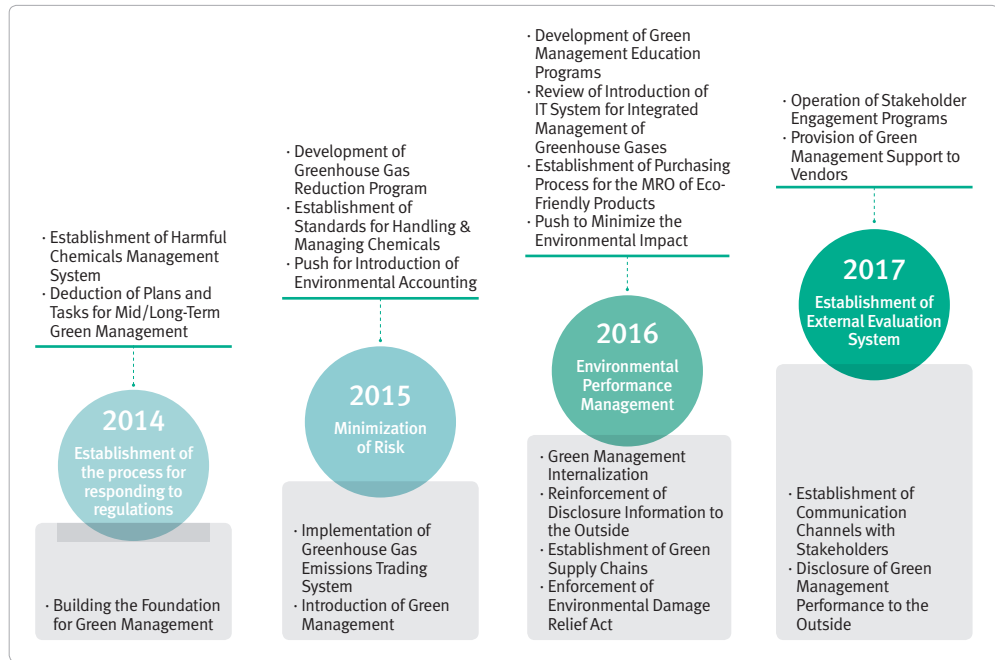 · Establishment of Harmful
Chemicals Management
System
· Deduction of Plans and
Tasks for Mid/Long-Term
Green Management
2014
Establishment of
the process for
responding to
regulations
· Building the Foundation
for Green Management
· Development of
Greenhouse Gas
Reduction Program
· Establishment of
Standards for Handling &
Managing Chemicals
· Push for Introduction of
Environmental Accounting
2015
Minimization
of Risk
· Implementation of
Greenhouse Gas
Emissions Trading
System
· Introduction of Green
Management
· Development of Green
Management Education
Programs
· Review of Introduction of
IT System for Integrated
Management of
Greenhouse Gases
· Establishment of Purchasing
Process for the MRO of Eco-
Friendly Products
· Push to Minimize the
Environmental Impact
2016
Environmental
Performance
Management
· Green Management
Internalization
· Reinforcement of
Disclosure Information to
the Outside
· Establishment of Green
Supply Chains
· Enforcement of
Environmental Damage
Relief Act
· Operation of Stakeholder
Engagement Programs
· Provision of Green
Management Support to
Vendors
2017
Establishment of
External Evaluation
System
· Establishment of
Communication
Channels with
Stakeholders
· Disclosure of Green
Management
Performance to the
Outside